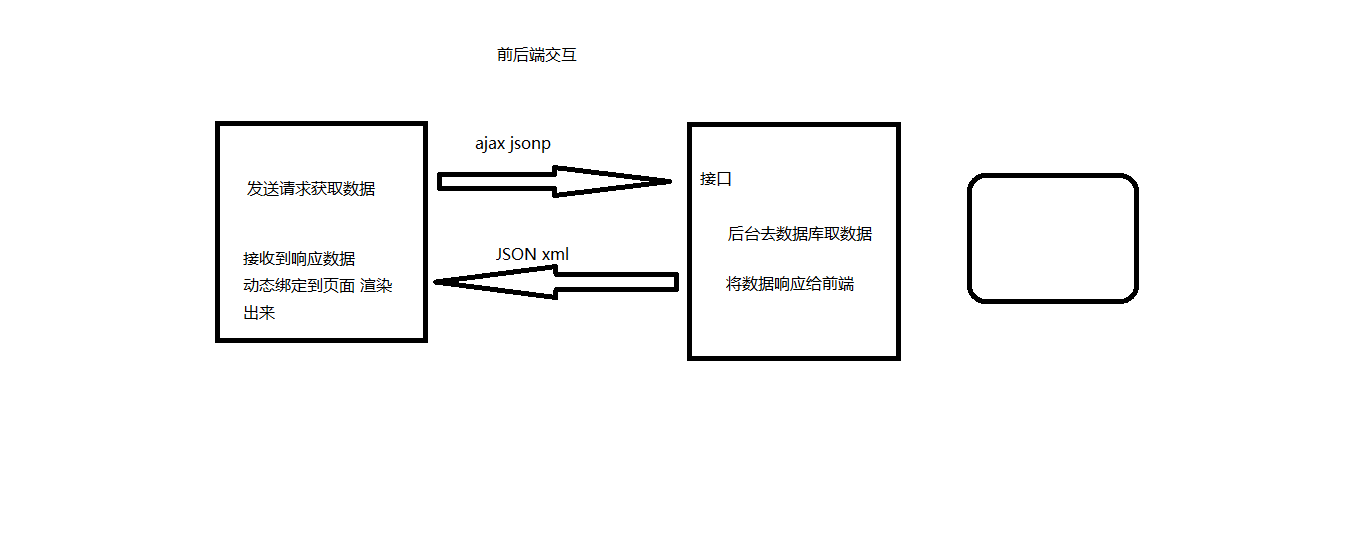 前后端交互
ajax jsonp
发送请求获取数据
接口
后台去数据库取数据
JSON xml
接收到响应数据
动态绑定到页面 渲染
出来
将数据响应给前端